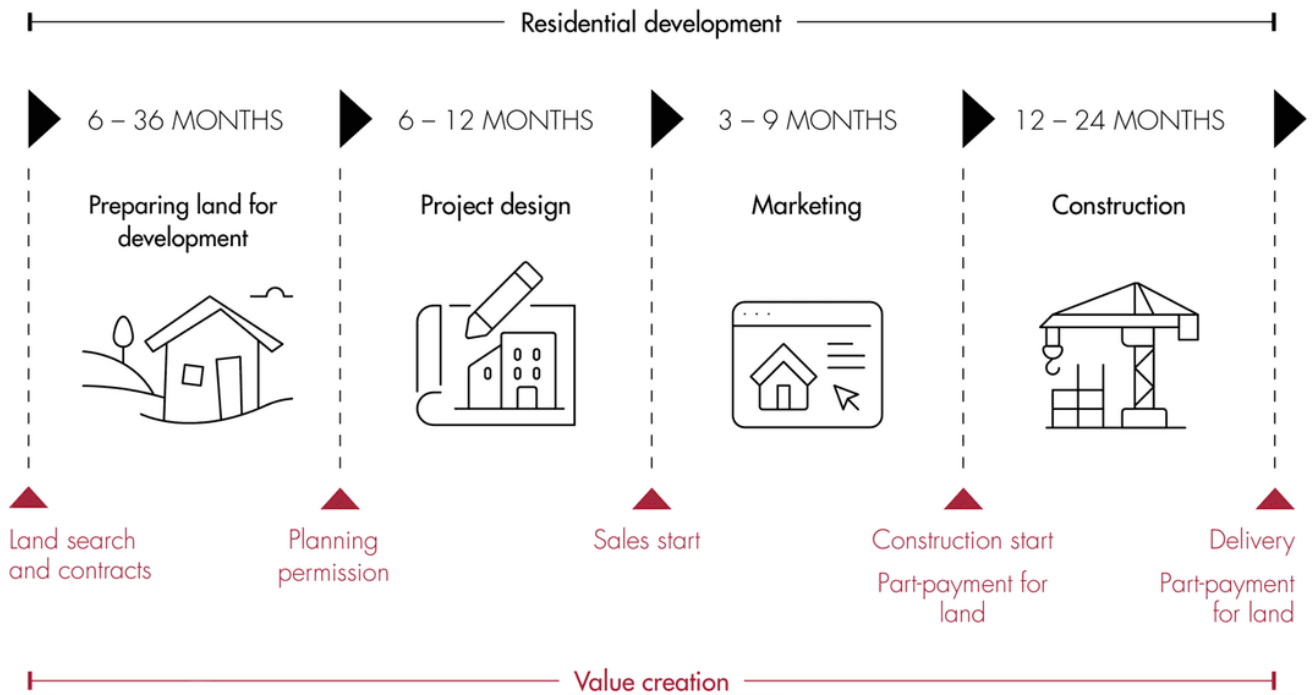 Residential development
6 – 36 MONTHS
6 – 12 MONTHS
3 – 9 MONTHS
12 – 24 MONTHS
Preparing land for
development
Project design
Marketing
Construction
Land search
and contracts
Planning
permission
Sales start
Construction start
Part-payment for
land
Delivery
Part-payment
for land
Value creation